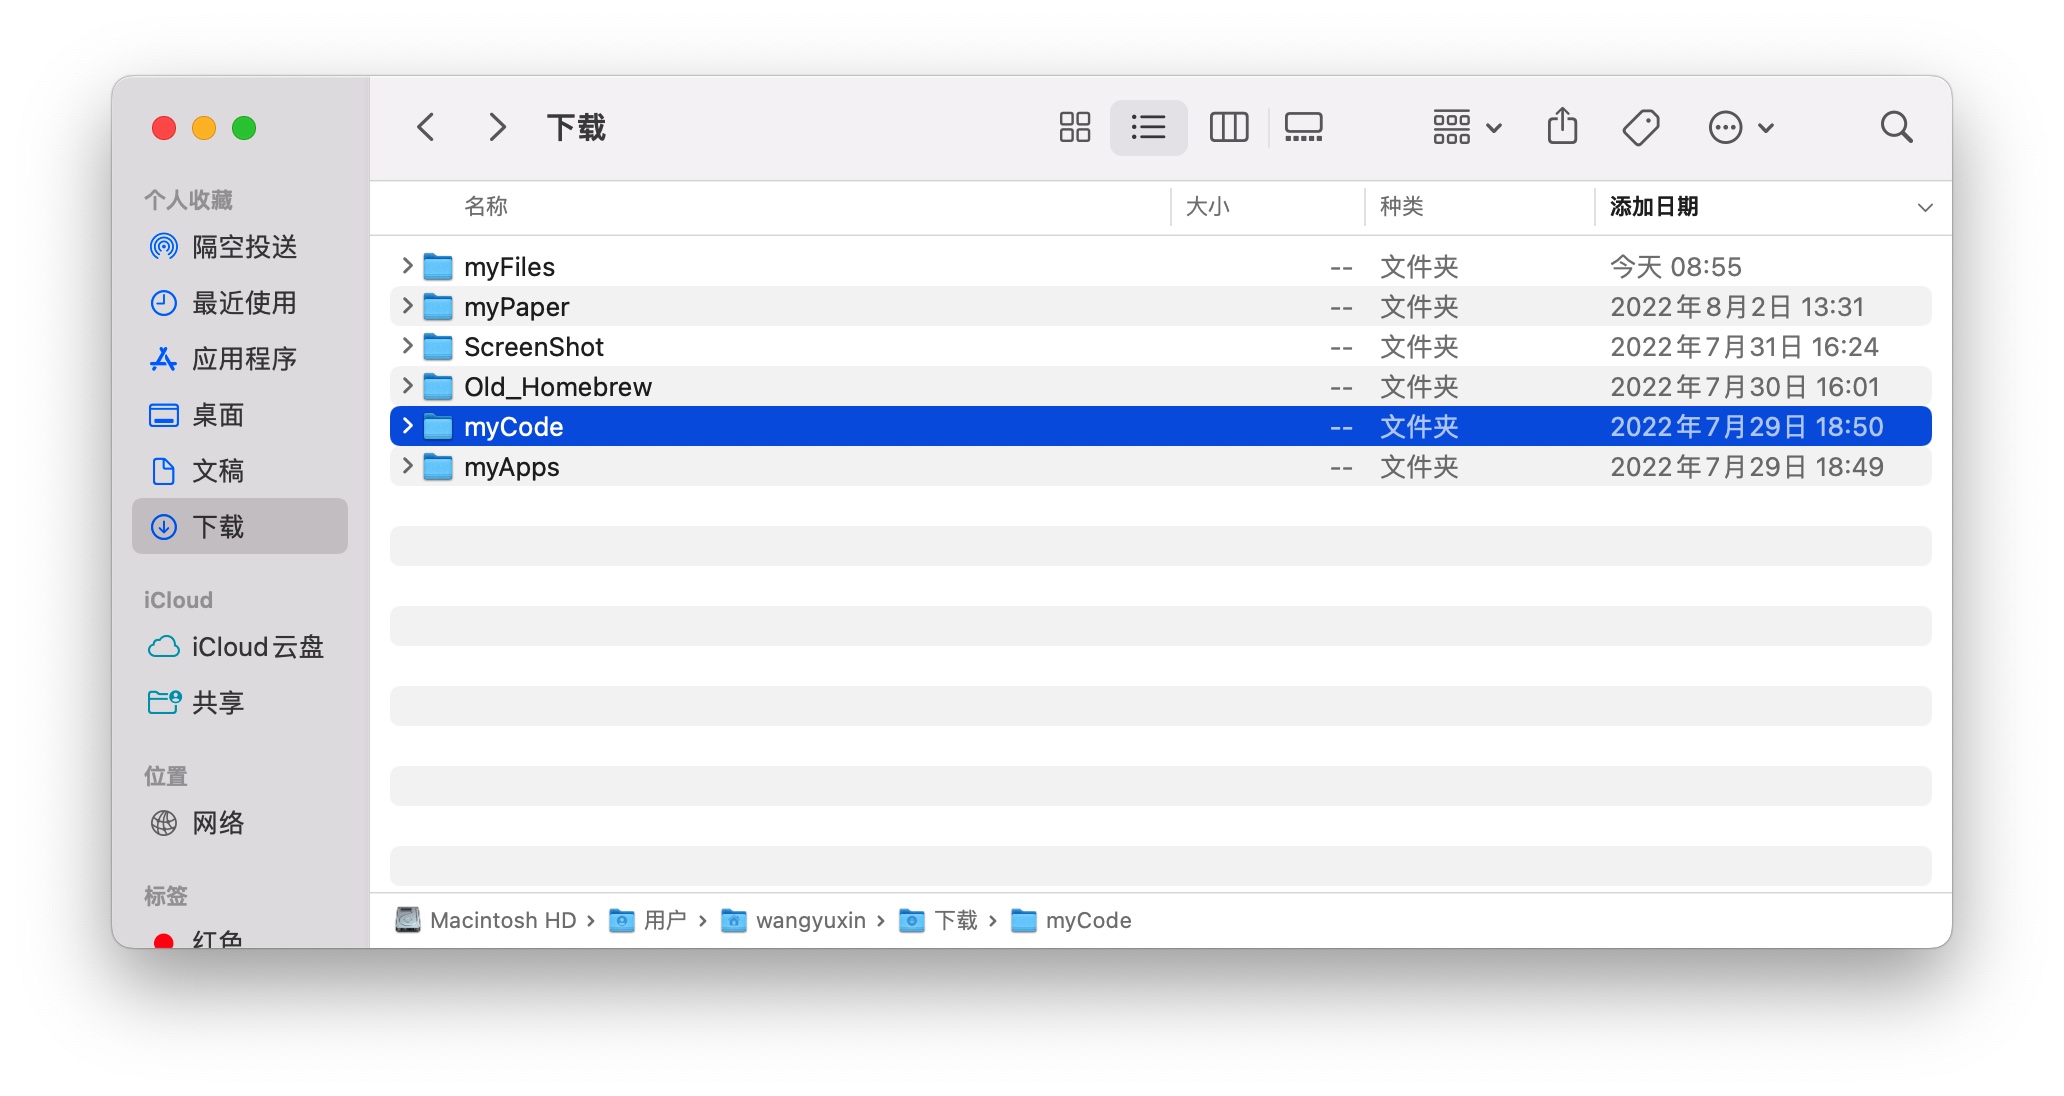 下载
个人收藏
隔空投送
最近使用
应用程序
桌面
文稿
下载
iCloud
iCloud云盘
共享
位置
网络
标签
红色
名称 大小 种类 添加日期
myFiles -- 文件夹 今天 08:55
myPaper -- 文件夹 2022年8月2日 13:31
ScreenShot -- 文件夹 2022年7月31日 16:24
Old_Homebrew -- 文件夹 2022年7月30日 16:01
myCode -- 文件夹 2022年7月29日 18:50
myApps -- 文件夹 2022年7月29日 18:49
Macintosh HD › 用户 › wangyuxin › 下载 › myCode